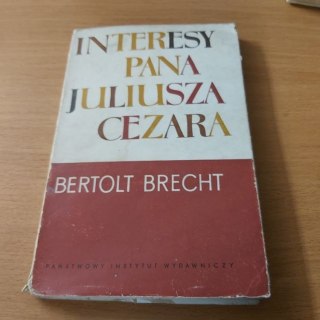 INTERESY
PANA
JULIUSZA
CEZARA
BERTOLT BRECHT
PAŃSTWOWY INSTYTUT WYDAWNICZY